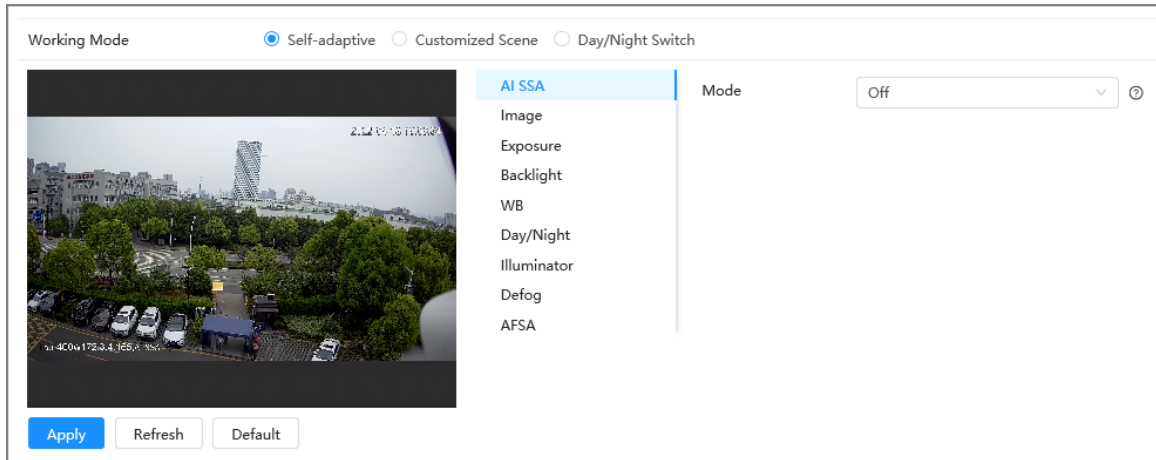 Working Mode
Self-adaptive
Customized Scene
Day/Night Switch
AI SSA
Mode
Off
Image
Exposure
Backlight
WB
Day/Night
Illuminator
Defog
AFSA
Apply
Refresh
Default